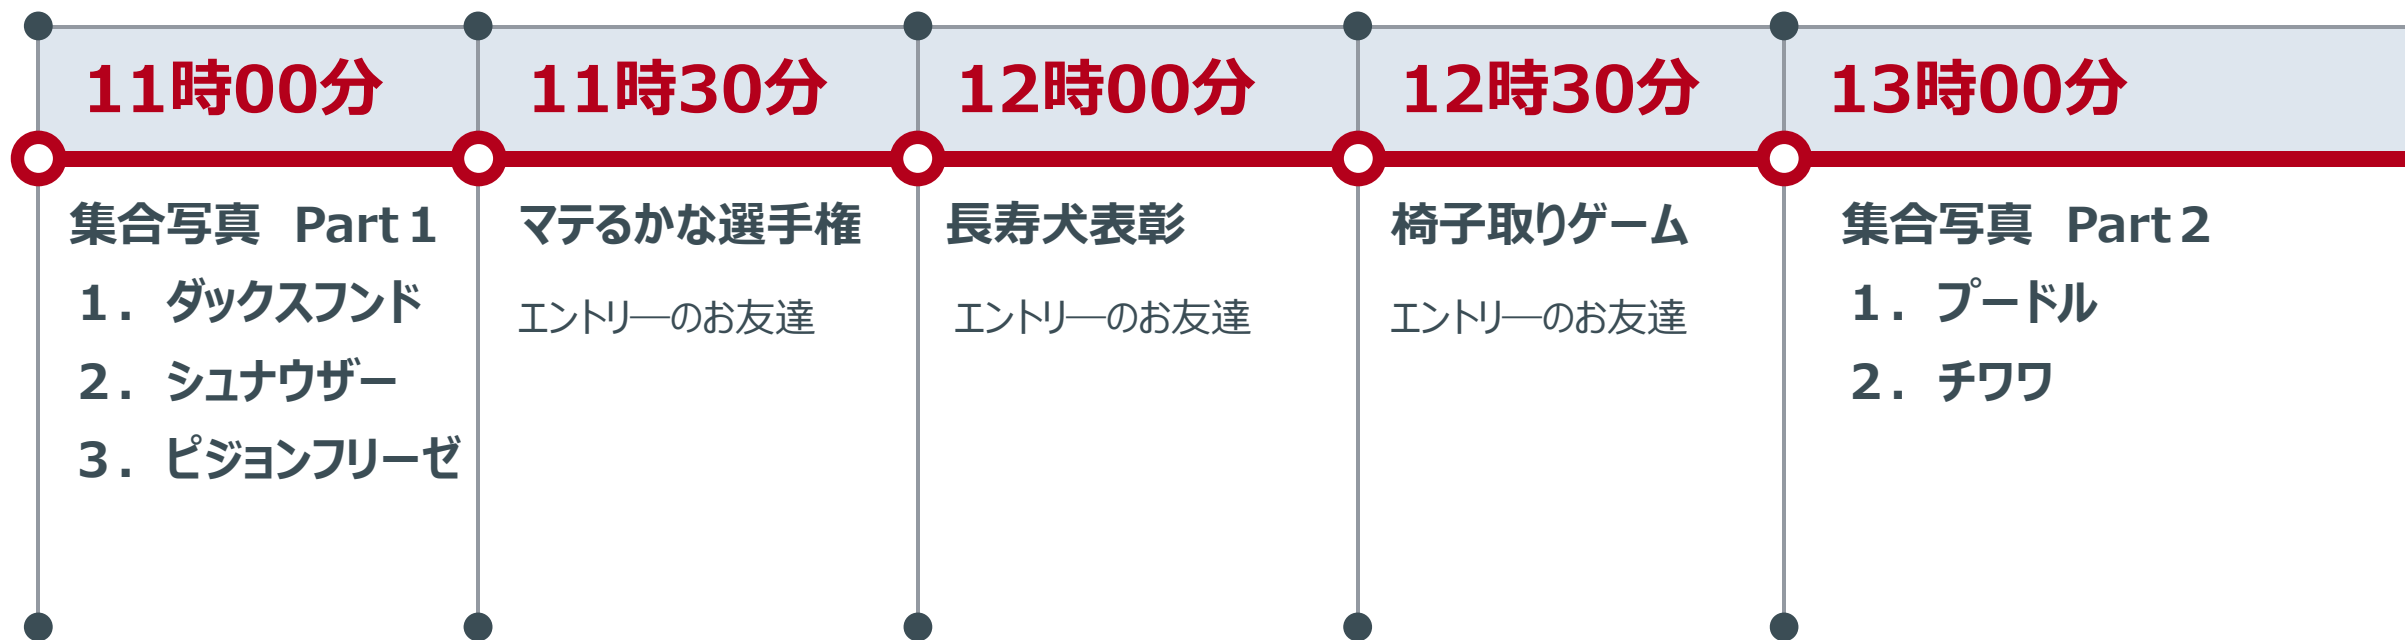 11時00分
集合写真　Part１
１．ダックスフンド
２．シュナウザー
３．ピジョンフリーゼ
11時30分
マテるかな選手権
エントリ―のお友達
12時00分
長寿犬表彰
エントリ―のお友達
12時30分
椅子取りゲーム
エントリ―のお友達
13時00分
集合写真　Part２
１．プードル
２．チワワ